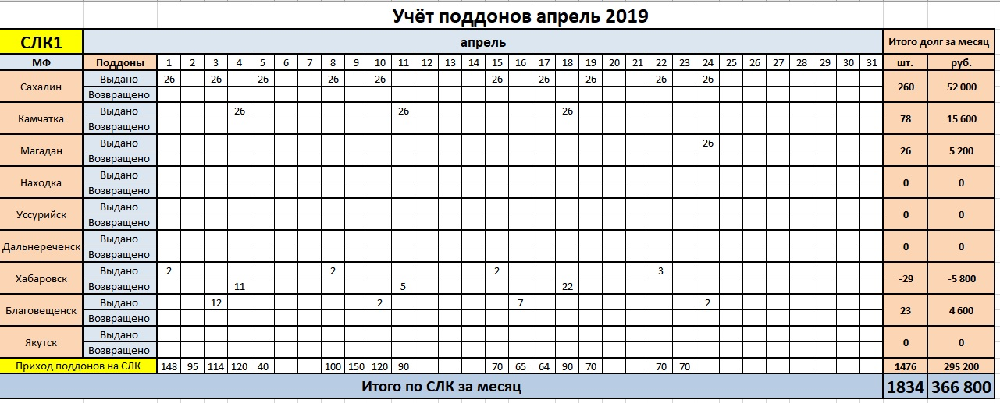 Учёт поддонов апрель 2019
СЛК1 апрель Итого долг за месяц
МФ Поддоны 1 2 3 4 5 6 7 8 9 10 11 12 13 14 15 16 17 18 19 20 21 22 23 24 25 26 27 28 29 30 31 шт. руб.
Сахалин Выдано 26 26 26 26 26 26 26 26 26 26 260 52 000
Возвращено
Камчатка Выдано 26 26 26 78 15 600
Возвращено
Магадан Выдано 26 26 5 200
Возвращено
Находка Выдано 0 0
Возвращено
Уссурийск Выдано 0 0
Возвращено
Дальнереченск Выдано 0 0
Возвращено
Хабаровск Выдано 2 2 2 3 -29 -5 800
Возвращено 11 5 22
Благовещенск Выдано 12 2 7 2 23 4 600
Возвращено
Якутск Выдано 0 0
Возвращено
Приход поддонов на СЛК 148 95 114 120 40 100 150 120 90 70 65 64 90 70 70 70 1476 295 200
Итого по СЛК за месяц 1834 366 800